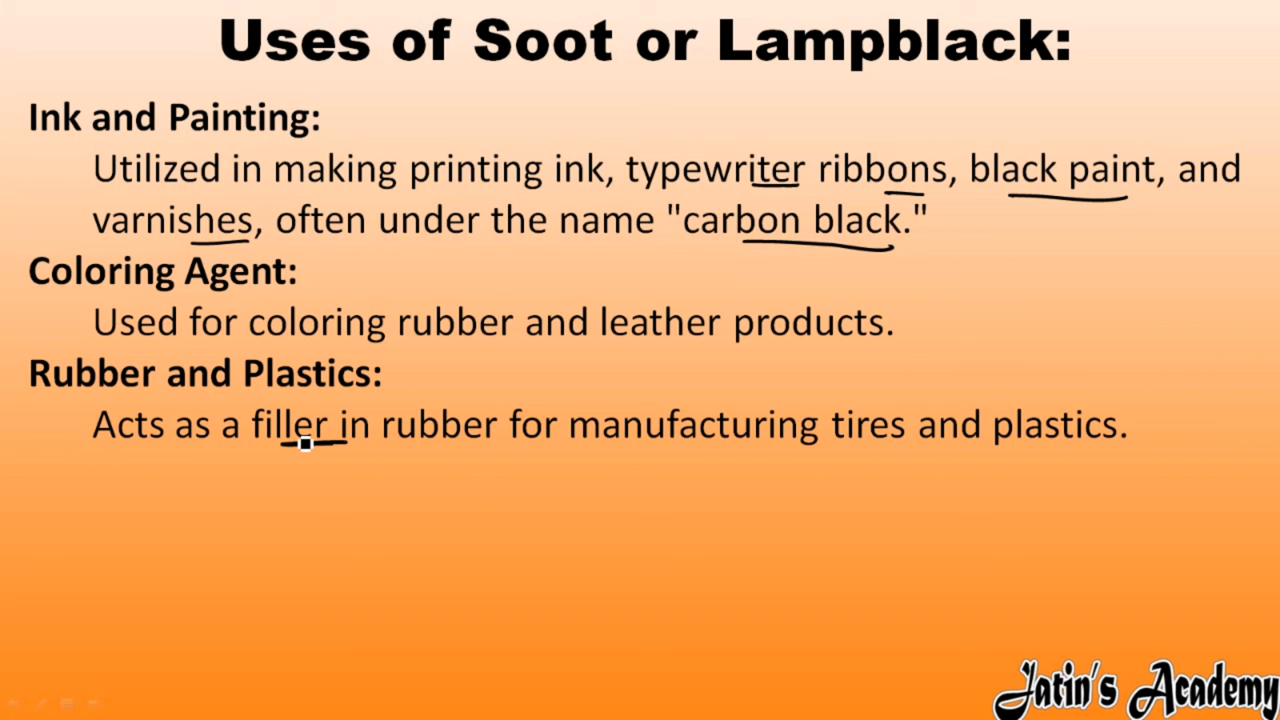 Uses of Soot or Lampblack:
Ink and Painting:
Utilized in making printing ink, typewriter ribbons, black paint, and
varnishes, often under the name "carbon black."
Coloring Agent:
Used for coloring rubber and leather products.
Rubber and Plastics:
Acts as a filler in rubber for manufacturing tires and plastics.
Jatin's Academy